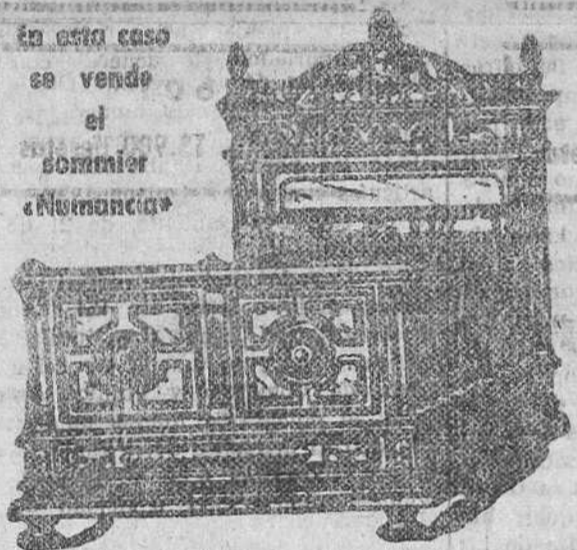 En esta casa
se vende
el
sommier
«Numancia»